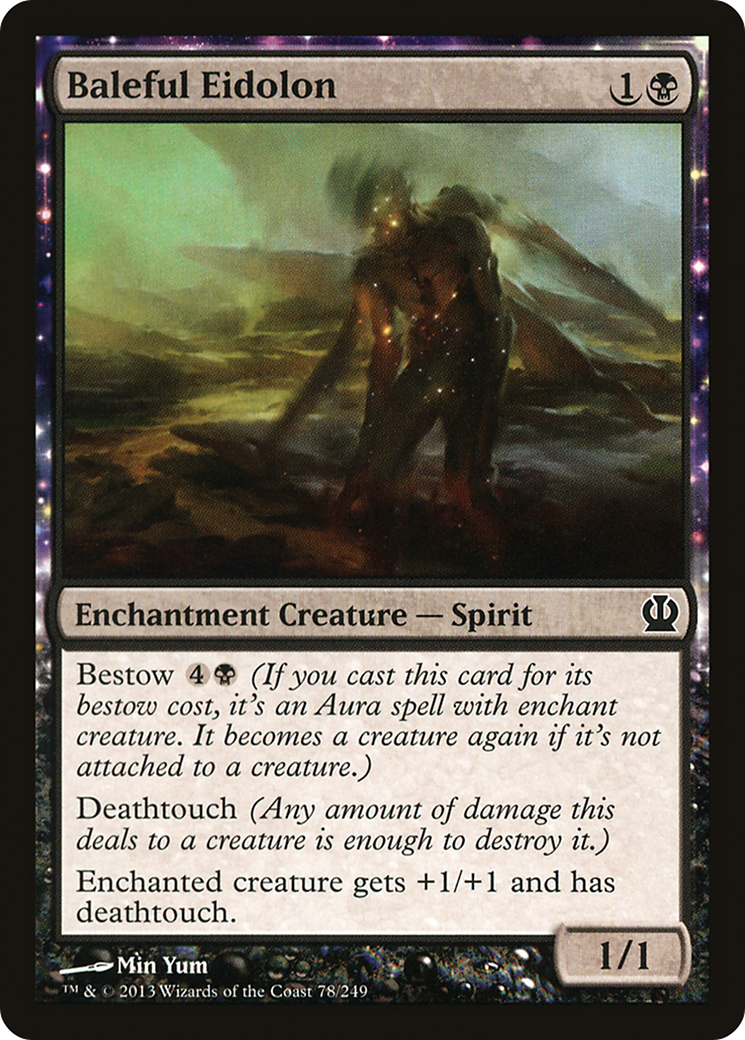 Baleful Eidolon 1
Enchantment Creature — Spirit
Bestow 4 (If you cast this card for its
bestow cost, it's an Aura spell with enchant
creature. It becomes a creature again if it's not
attached to a creature.)
Deathtouch (Any amount of damage this
deals to a creature is enough to destroy it.)
Enchanted creature gets +1/+1 and has
deathtouch.
1/1
Min Yum
™ & © 2013 Wizards of the Coast 78/249